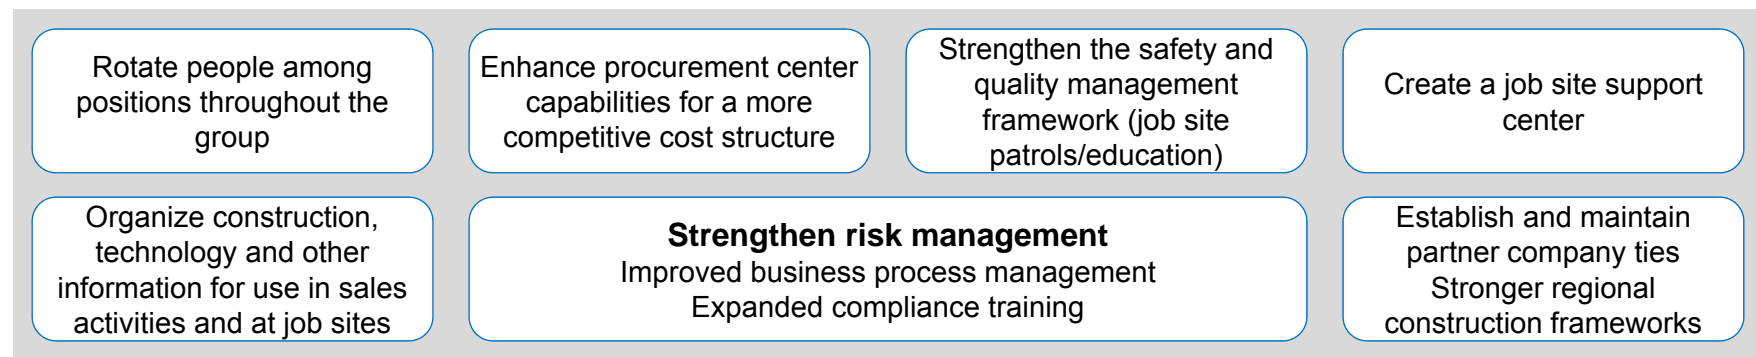 Rotate people among
positions throughout the
group
Enhance procurement center
capabilities for a more
competitive cost structure
Strengthen the safety and
quality management
framework (job site
patrols/education)
Create a job site support
center
Organize construction,
technology and other
information for use in sales
activities and at job sites
Strengthen risk management
Improved business process management
Expanded compliance training
Establish and maintain
partner company ties
Stronger regional
construction frameworks